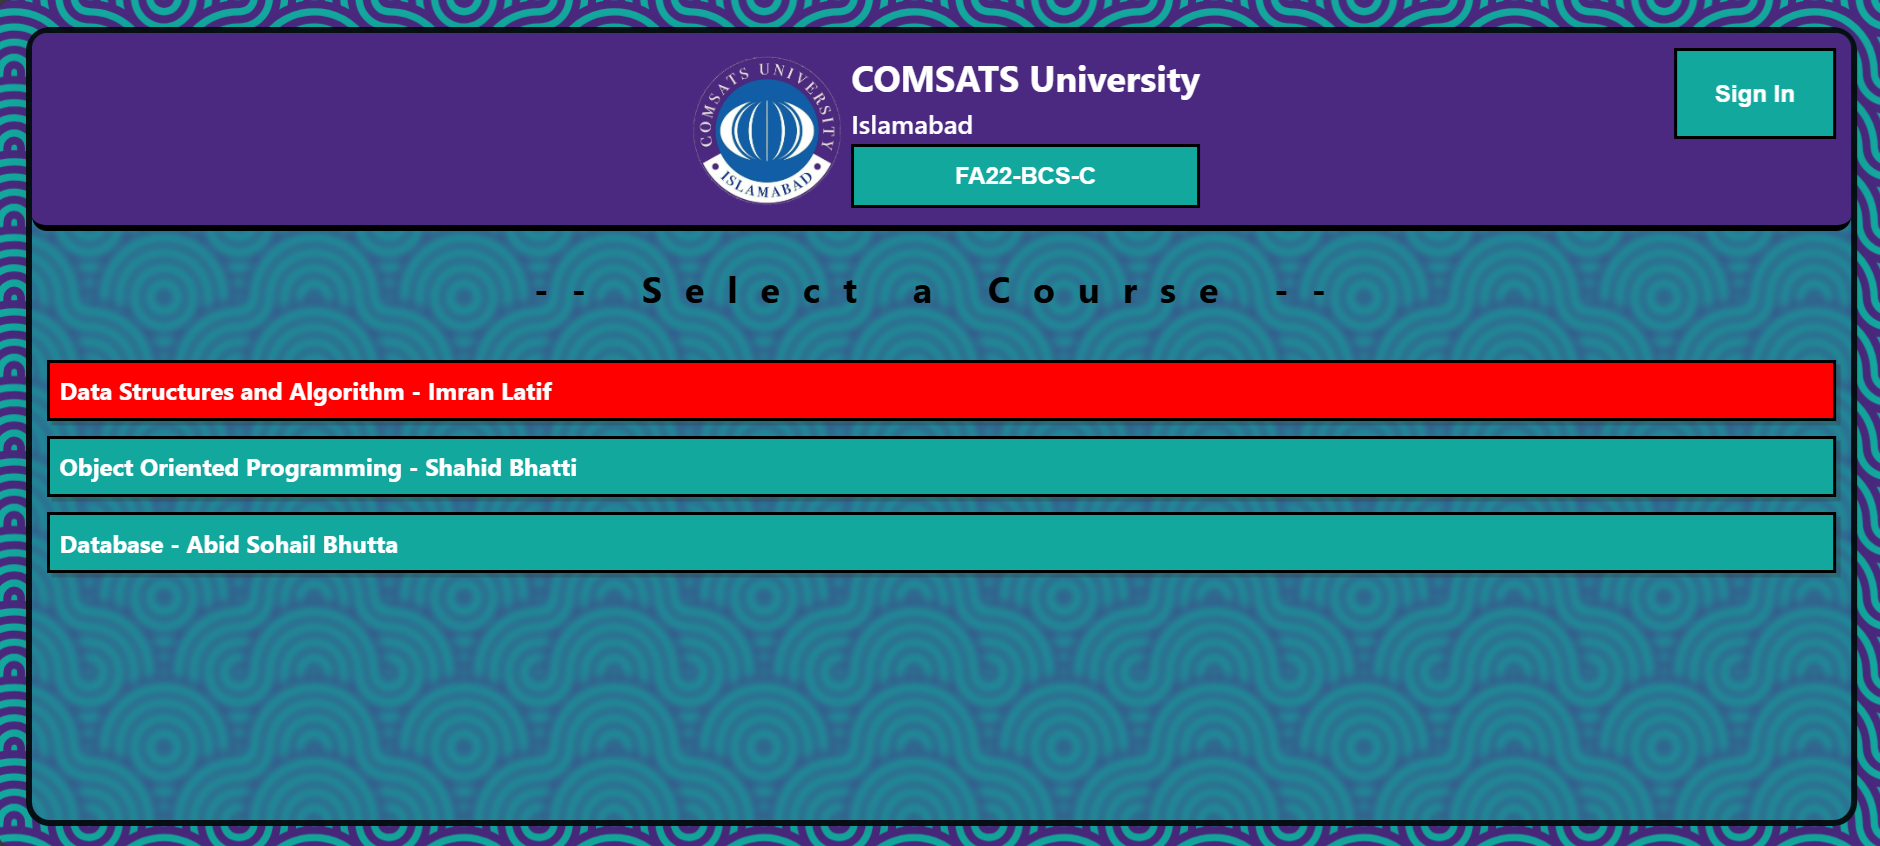 COMSATS UNIVERSITY
ISLAMABAD
COMSATS University
Islamabad
FA22-BCS-C
Sign In
-- Select a Course --
Data Structures and Algorithm - Imran Latif
Object Oriented Programming - Shahid Bhatti
Database - Abid Sohail Bhutta